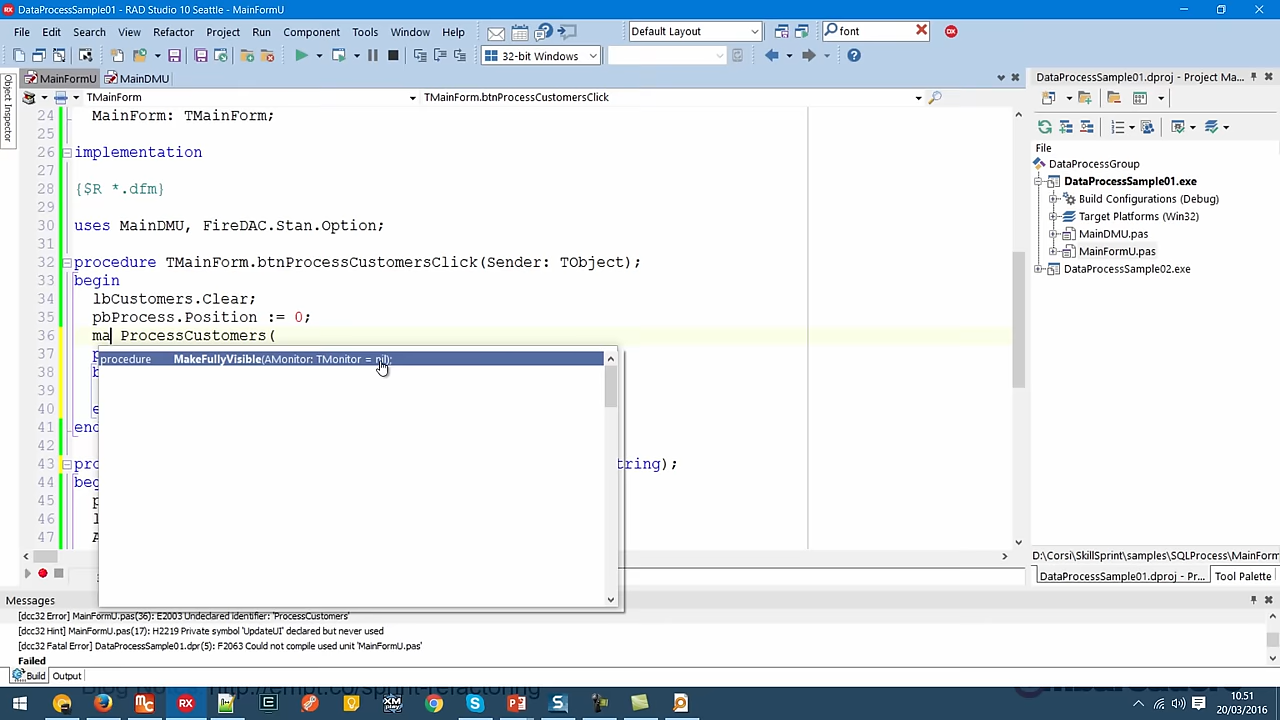 DataProcessSample01 - RAD Studio 10 Seattle - MainFormU
File Edit Search View Refactor Project Run Component Tools Window Help
Default Layout
font
32-bit Windows
MainFormU MainDMU
Object Inspector
TMainForm
TMainForm.btnProcessCustomersClick
24 MainForm: TMainForm;
25
26 implementation
27
28 {$R *.dfm}
29
30 uses MainDMU, FireDAC.Stan.Option;
31
32 procedure TMainForm.btnProcessCustomersClick(Sender: TObject);
33 begin
34 lbCustomers.Clear;
35 pbProcess.Position := 0;
36 ma ProcessCustomers(
procedure MakeFullyVisible(AMonitor: TMonitor = nil);
37 p
38 b
39
40 e
41 end
42
43 pro tring);
44 beg
45 p
46 l
47 A
DataProcessSample01.dproj - Project Ma...
File
DataProcessGroup
DataProcessSample01.exe
Build Configurations (Debug)
Target Platforms (Win32)
MainDMU.pas
MainFormU.pas
DataProcessSample02.exe
D:\Corsi\SkillSprint\samples\SQLProcess\MainForm
DataProcessSample01.dproj - Pr... Tool Palette
Messages
[dcc32 Error] MainFormU.pas(36): E2003 Undeclared identifier: 'ProcessCustomers'
[dcc32 Hint] MainFormU.pas(17): H2219 Private symbol 'UpdateUI' declared but never used
[dcc32 Fatal Error] DataProcessSample01.dpr(5): F2063 Could not compile used unit 'MainFormU.pas'
Failed
Build Output
10.51
20/03/2016